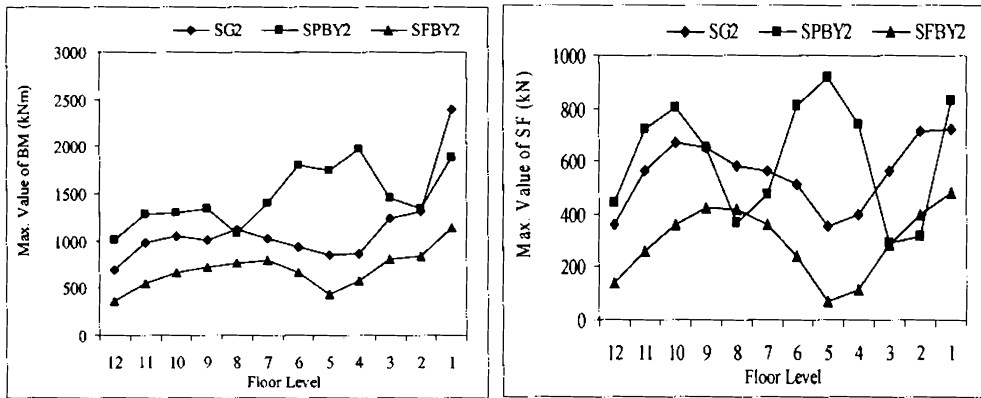 SG2 SPBY2 SFBY2
Max. Value of BM (kNm)
3000
2500
2000
1500
1000
500
0
12 11 10 9 8 7 6 5 4 3 2 1
Floor Level
SG2 SPBY2 SFBY2
Max. Value of SF (kN)
1000
800
600
400
200
0
12 11 10 9 8 7 6 5 4 3 2 1
Floor Level